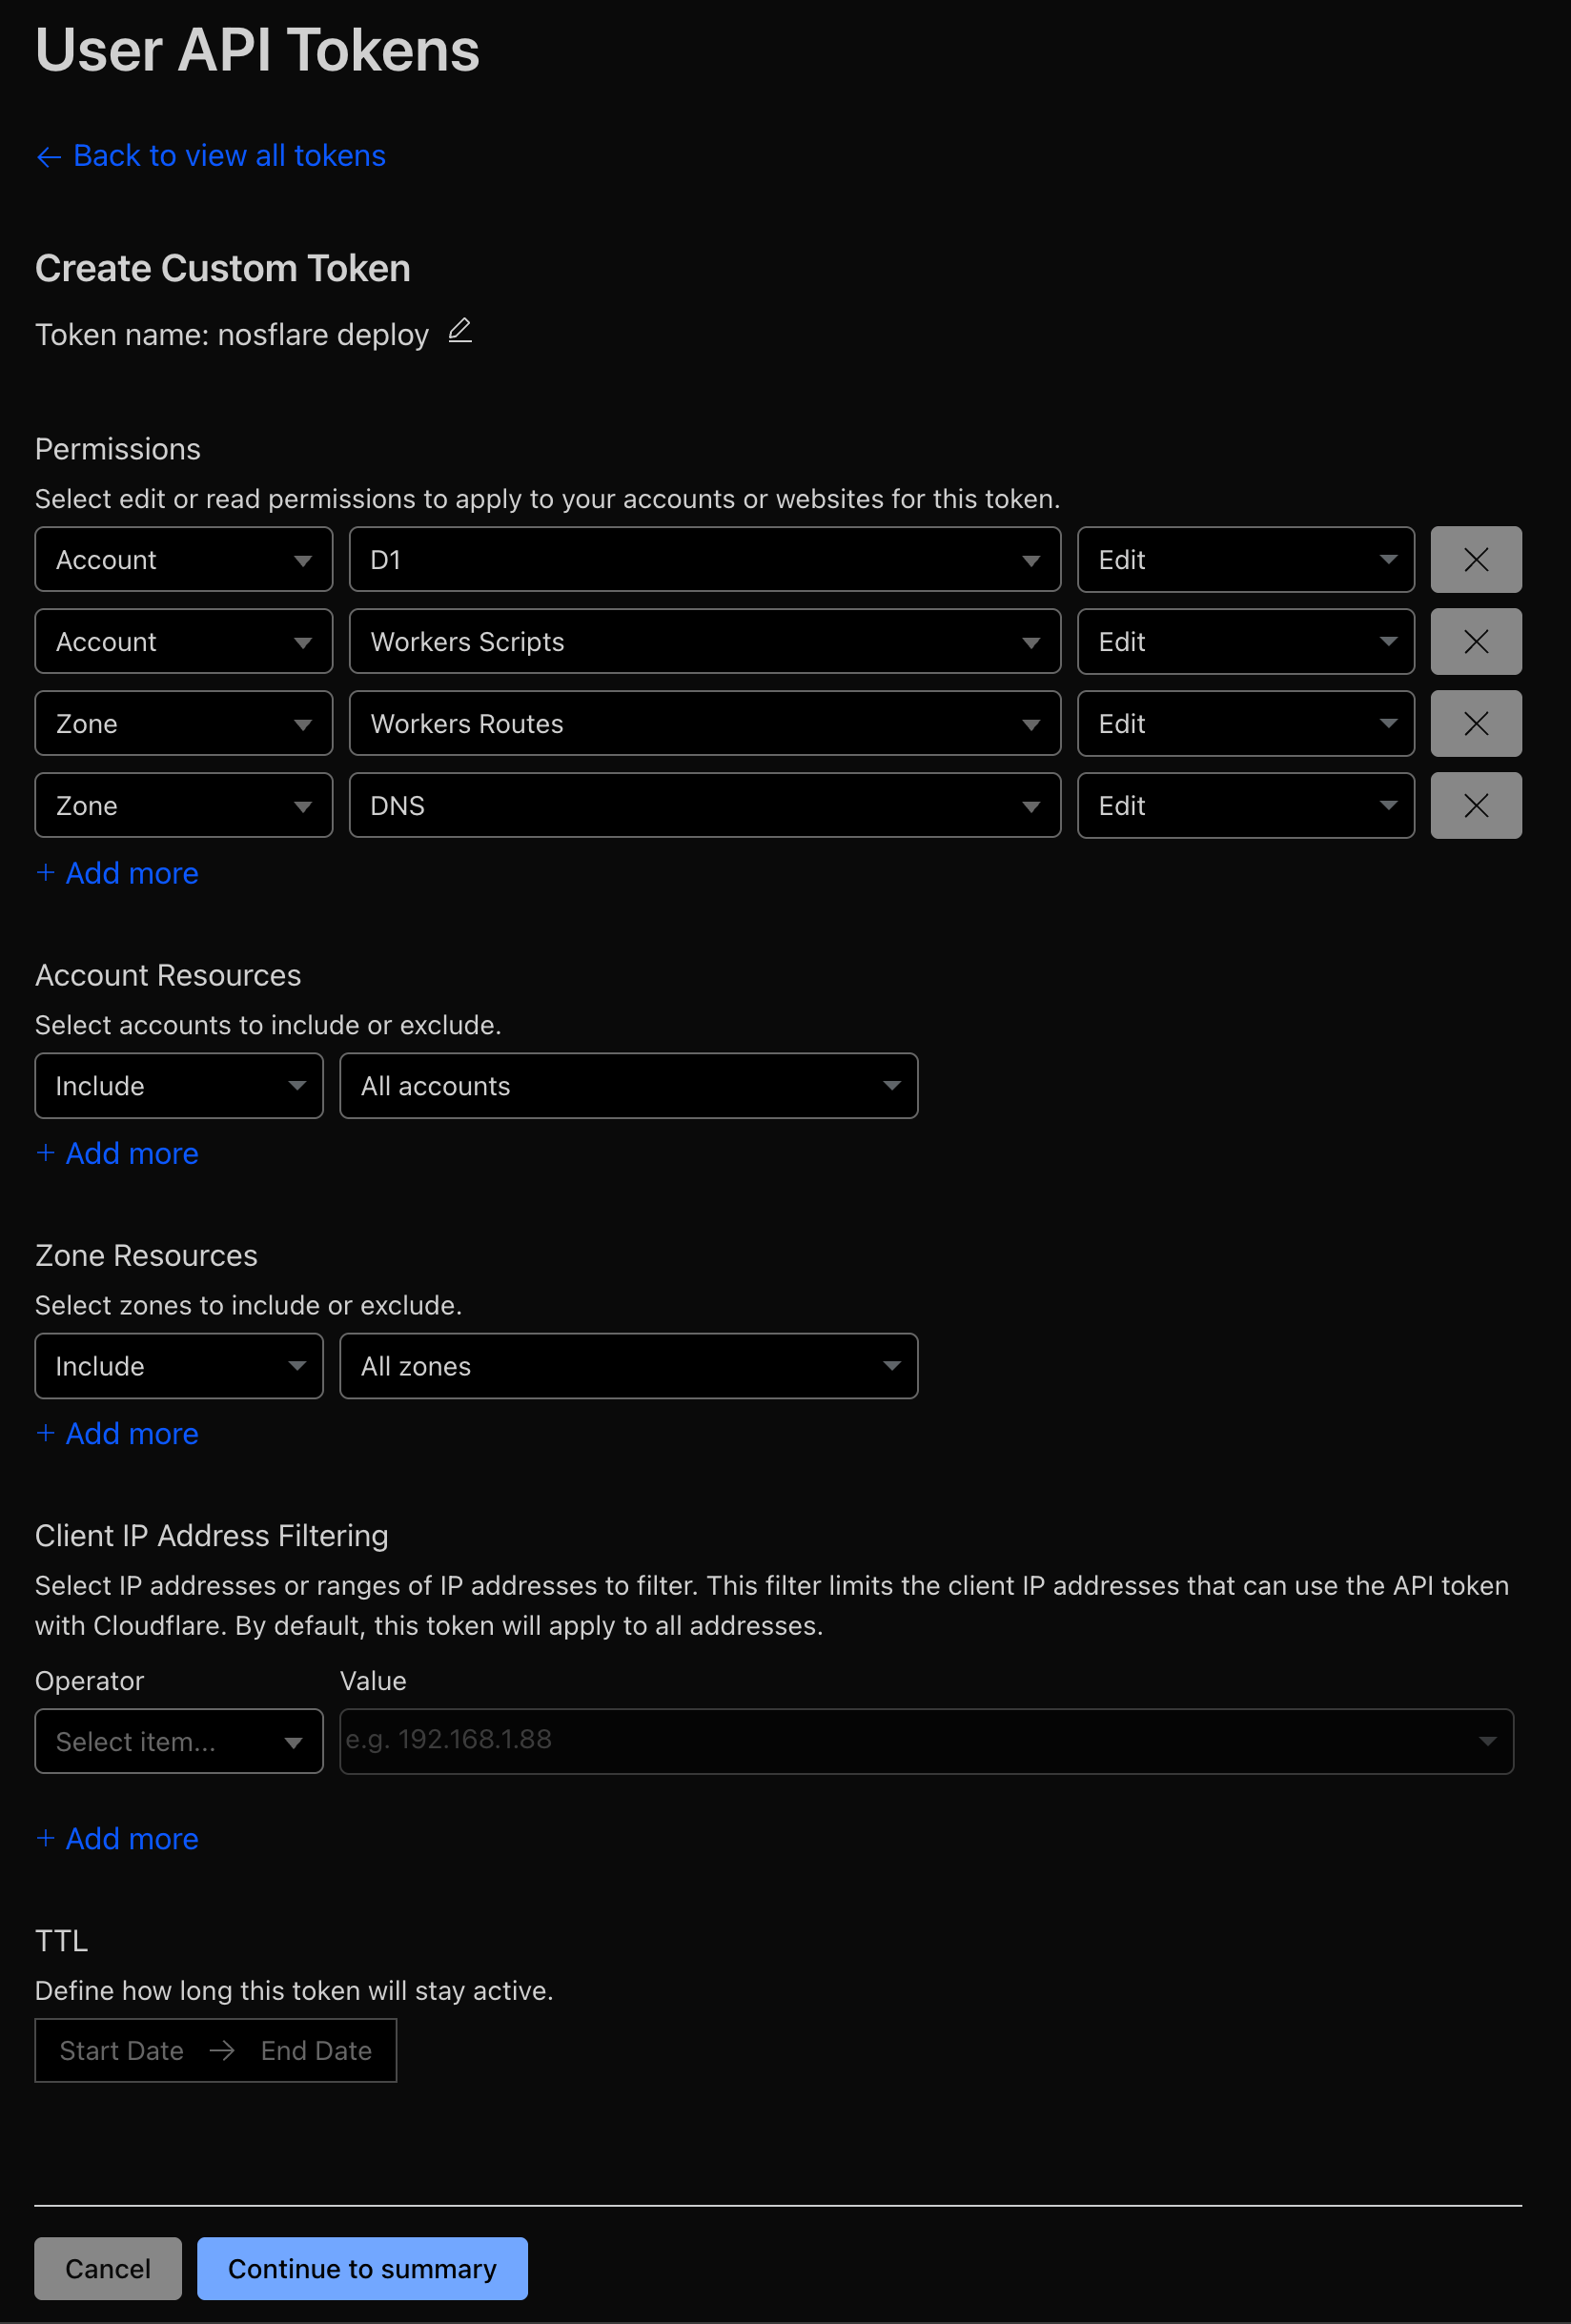 User API Tokens
← Back to view all tokens
Create Custom Token
Token name: nosflare deploy
Permissions
Select edit or read permissions to apply to your accounts or websites for this token.
Account D1 Edit
Account Workers Scripts Edit
Zone Workers Routes Edit
Zone DNS Edit
+ Add more
Account Resources
Select accounts to include or exclude.
Include All accounts
+ Add more
Zone Resources
Select zones to include or exclude.
Include All zones
+ Add more
Client IP Address Filtering
Select IP addresses or ranges of IP addresses to filter. This filter limits the client IP addresses that can use the API token
with Cloudflare. By default, this token will apply to all addresses.
Operator Value
Select item... e.g. 192.168.1.88
+ Add more
TTL
Define how long this token will stay active.
Start Date → End Date
Cancel Continue to summary